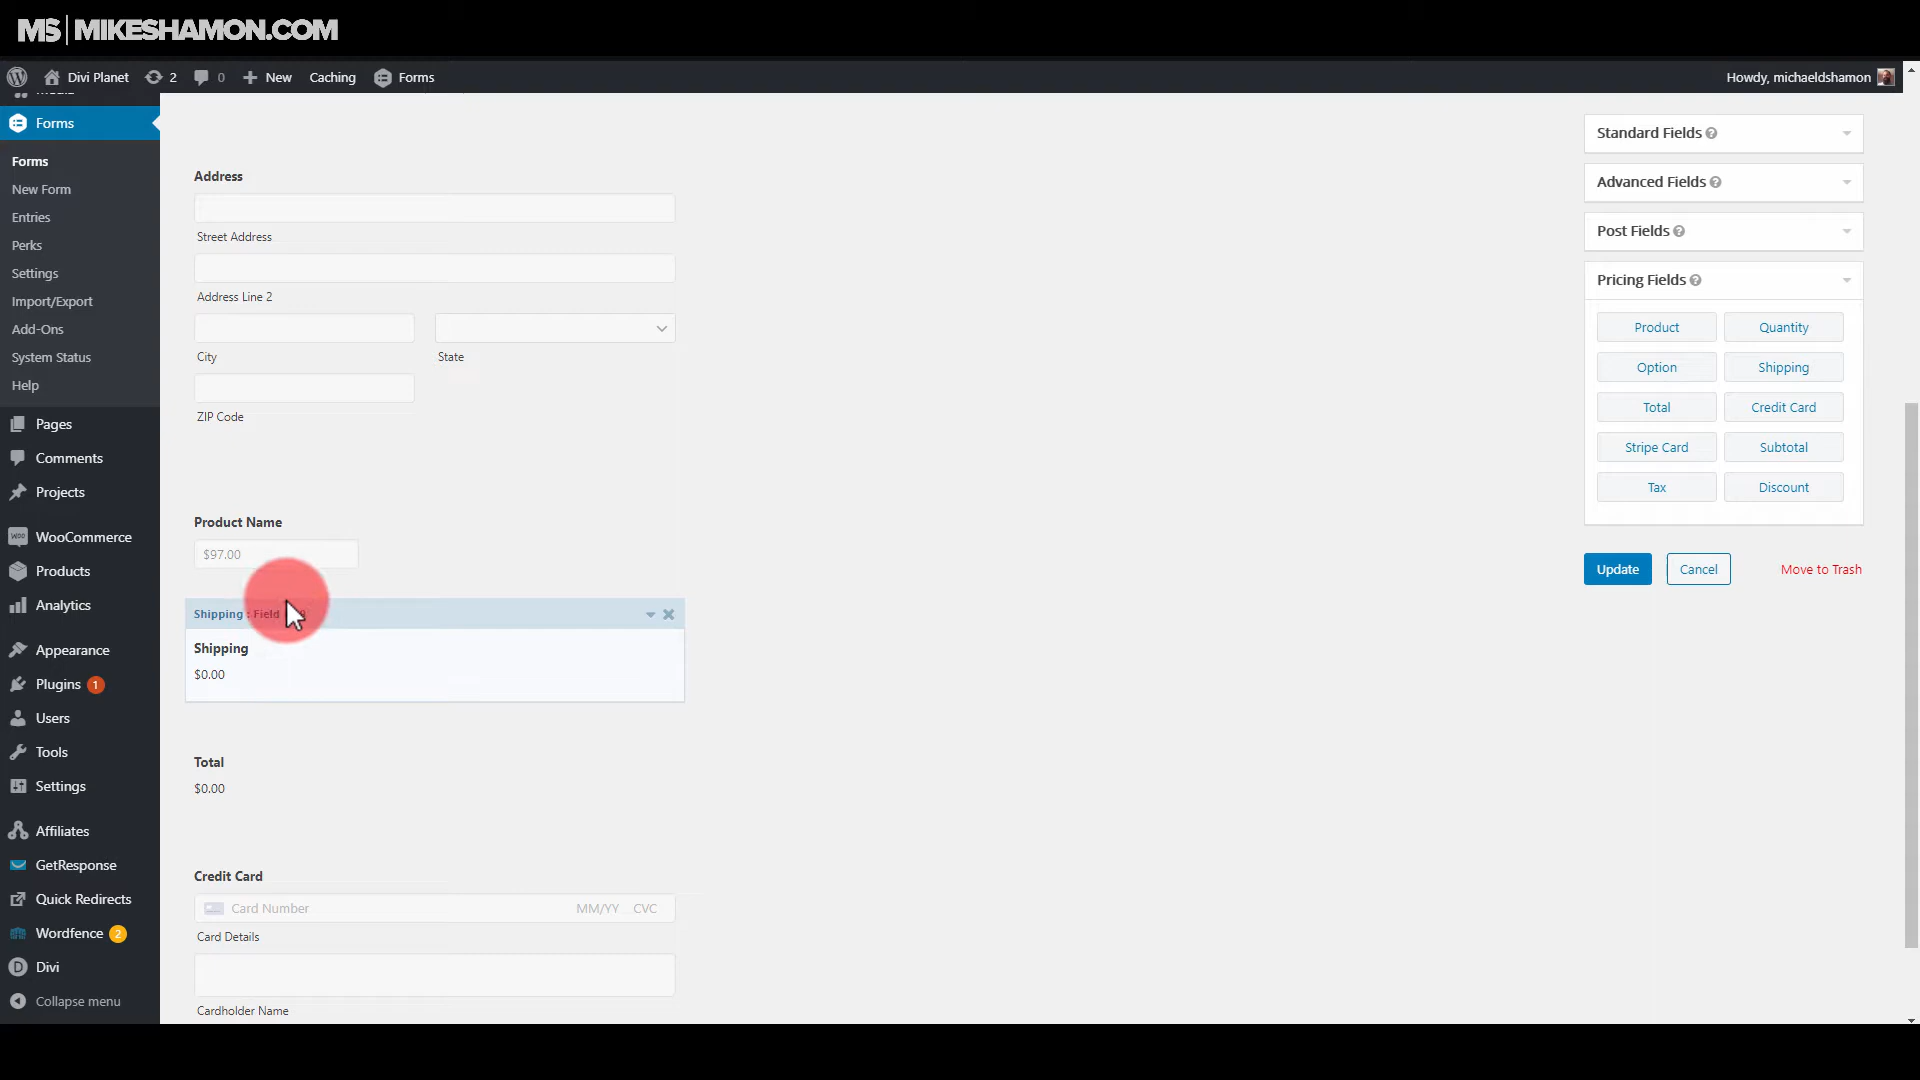 MS | MIKESHAMON.COM
Divi Planet 2 0 New Caching Forms Howdy, michaeldshamon
Forms
Forms
New Form
Entries
Perks
Settings
Import/Export
Add-Ons
System Status
Help
Pages
Comments
Projects
WooCommerce
Products
Analytics
Appearance
Plugins 1
Users
Tools
Settings
Affiliates
GetResponse
Quick Redirects
Wordfence 2
Divi
Collapse menu
Address
Street Address
Address Line 2
City State
ZIP Code
Product Name
$97.00
Shipping : Field
Shipping
$0.00
Total
$0.00
Credit Card
Card Number MM/YY CVC
Card Details
Cardholder Name
Standard Fields
Advanced Fields
Post Fields
Pricing Fields
Product Quantity
Option Shipping
Total Credit Card
Stripe Card Subtotal
Tax Discount
Update Cancel Move to Trash